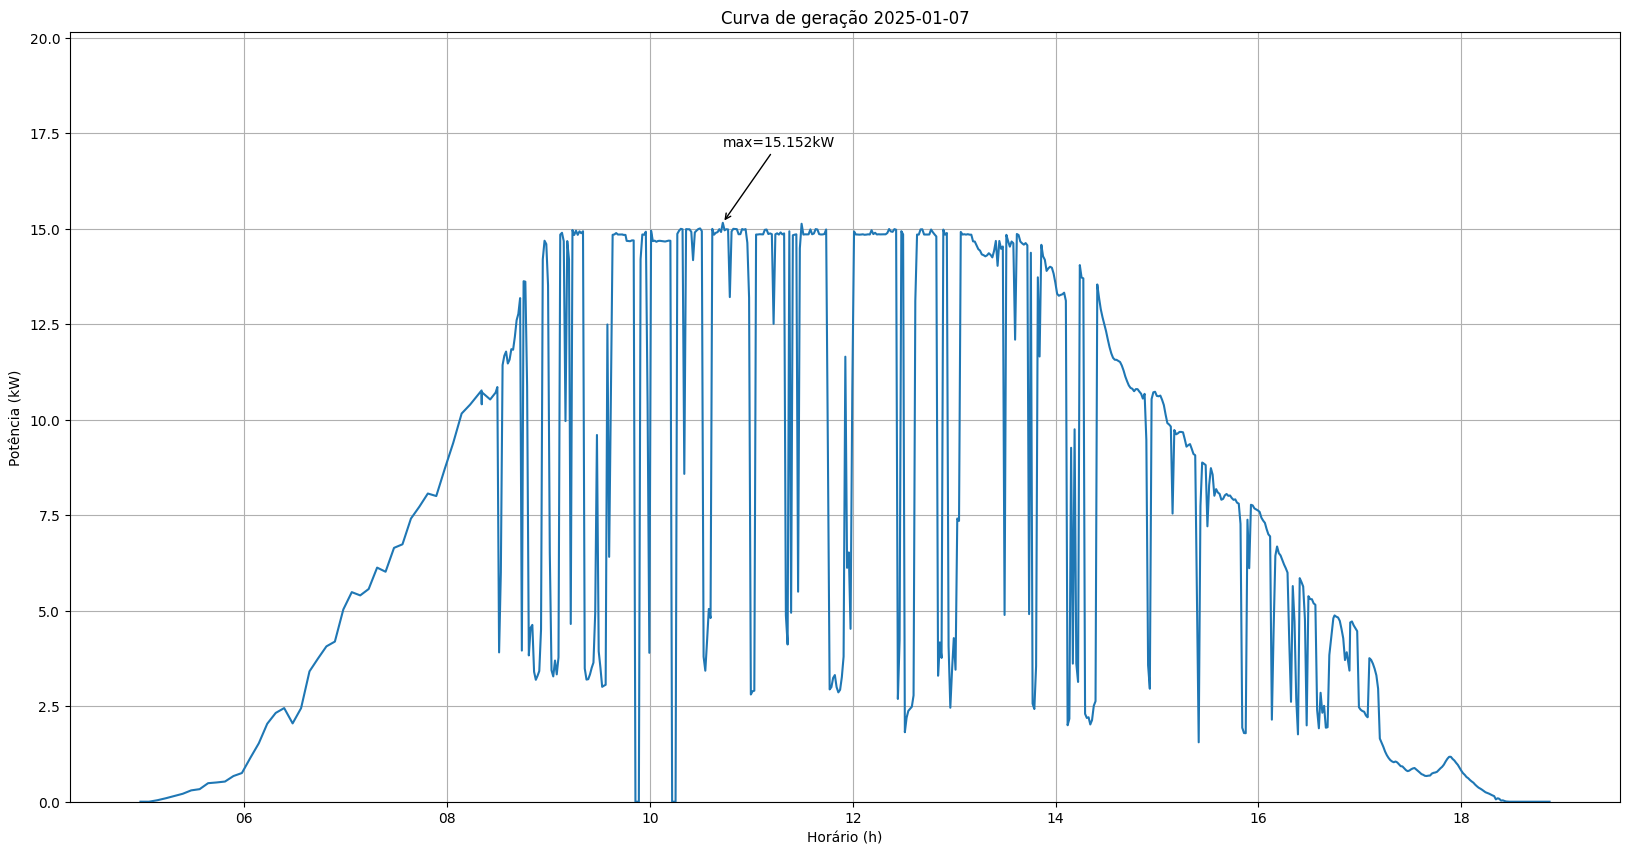 Curva de geração 2025-01-07
20.0
17.5
15.0
12.5
10.0
7.5
5.0
2.5
0.0
Potência (kW)
max=15.152kW
06 08 10 12 14 16 18
Horário (h)